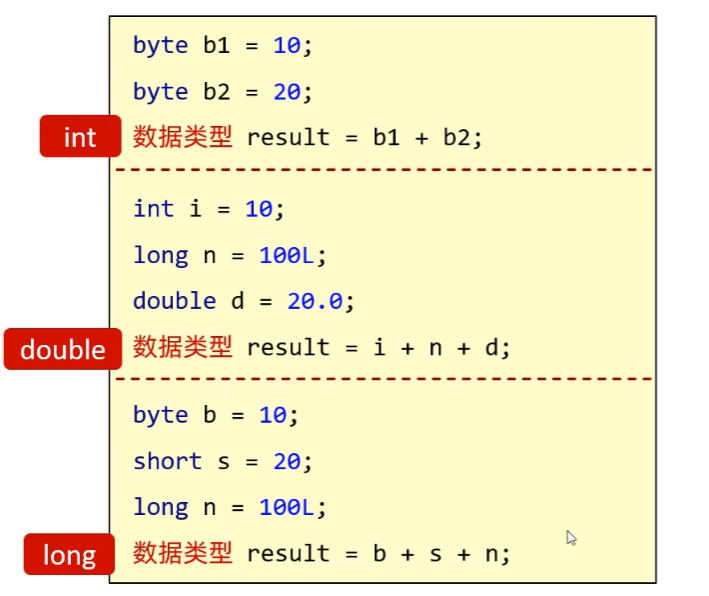 byte b1 = 10;
byte b2 = 20;
int 数据类型 result = b1 + b2;
int i = 10;
long n = 100L;
double d = 20.0;
double 数据类型 result = i + n + d;
byte b = 10;
short s = 20;
long n = 100L;
long 数据类型 result = b + s + n;